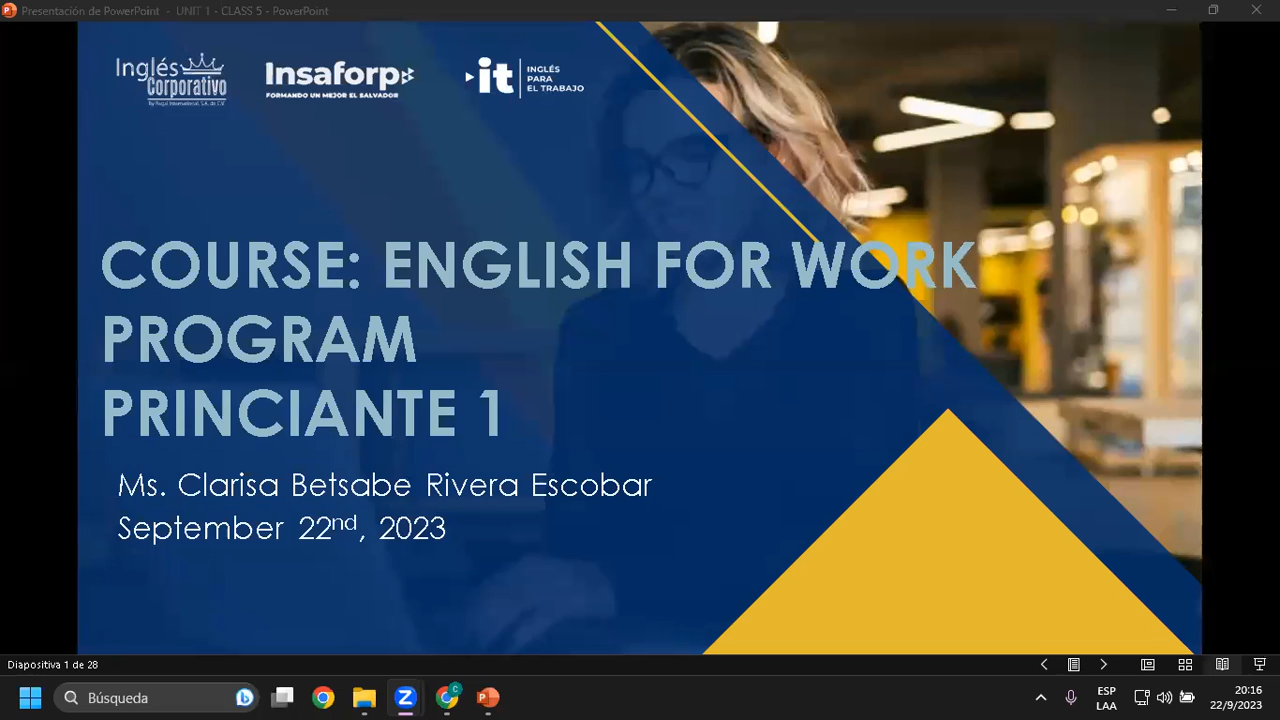 Presentación de PowerPoint - UNIT 1 - CLASS 5 - PowerPoint
Inglés
Corporativo
Insaforp
FORMANDO UN MEJOR EL SALVADOR
it
INGLÉS
PARA
EL TRABAJO
COURSE: ENGLISH FOR WORK
PROGRAM
PRINCIANTE 1
Ms. Clarisa Betsabe Rivera Escobar
September 22nd, 2023
Diapositiva 1 de 28
Búsqueda
ESP
LAA
20:16
22/9/2023